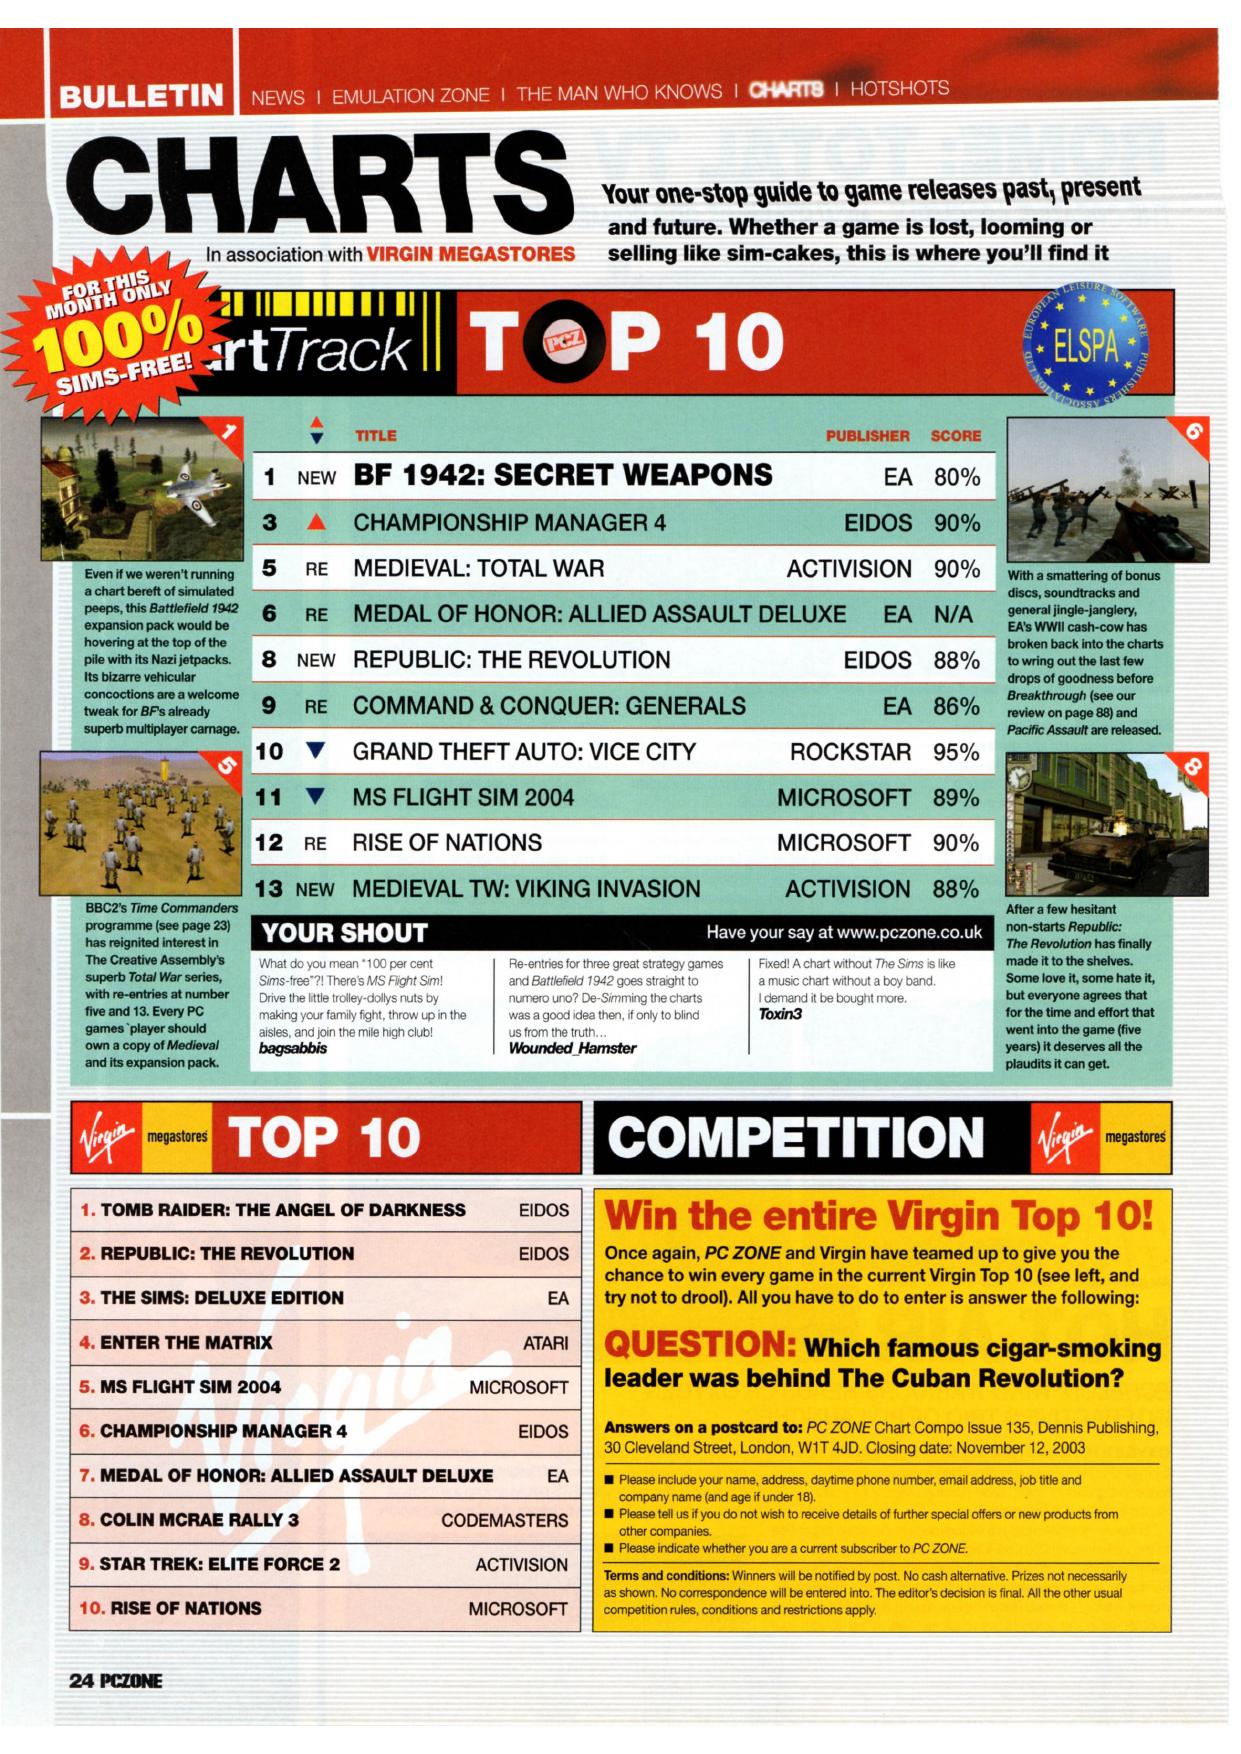 BULLETIN
NEWS I EMULATION ZONE I THE MAN WHO KNOWS I CHARTS I HOTSHOTS
CHARTS
In association with VIRGIN MEGASTORES
Your one-stop guide to game releases past, present
and future. Whether a game is lost, looming or
selling like sim-cakes, this is where you'll find it
FOR THIS
MONTH ONLY
100%
SIMS-FREE!
artTrack
TOP 10
PCZ
EUROPEAN LEISURE SOFTWARE PUBLISHERS ASSOCIATION LTD
ELSPA
TITLE PUBLISHER SCORE
1 NEW BF 1942: SECRET WEAPONS EA 80%
3 ▲ CHAMPIONSHIP MANAGER 4 EIDOS 90%
5 RE MEDIEVAL: TOTAL WAR ACTIVISION 90%
6 RE MEDAL OF HONOR: ALLIED ASSAULT DELUXE EA N/A
8 NEW REPUBLIC: THE REVOLUTION EIDOS 88%
9 RE COMMAND & CONQUER: GENERALS EA 86%
10 ▼ GRAND THEFT AUTO: VICE CITY ROCKSTAR 95%
11 ▼ MS FLIGHT SIM 2004 MICROSOFT 89%
12 RE RISE OF NATIONS MICROSOFT 90%
13 NEW MEDIEVAL TW: VIKING INVASION ACTIVISION 88%
1
Even if we weren't running
a chart bereft of simulated
peeps, this Battlefield 1942
expansion pack would be
hovering at the top of the
pile with its Nazi jetpacks.
Its bizarre vehicular
concoctions are a welcome
tweak for BF's already
superb multiplayer carnage.
5
BBC2's Time Commanders
programme (see page 23)
has reignited interest in
The Creative Assembly's
superb Total War series,
with re-entries at number
five and 13. Every PC
games `player should
own a copy of Medieval
and its expansion pack.
6
With a smattering of bonus
discs, soundtracks and
general jingle-janglery,
EA's WWII cash-cow has
broken back into the charts
to wring out the last few
drops of goodness before
Breakthrough (see our
review on page 88) and
Pacific Assault are released.
8
After a few hesitant
non-starts Republic:
The Revolution has finally
made it to the shelves.
Some love it, some hate it,
but everyone agrees that
for the time and effort that
went into the game (five
years) it deserves all the
plaudits it can get.
YOUR SHOUT Have your say at www.pczone.co.uk
What do you mean "100 per cent
Sims-free"?! There's MS Flight Sim!
Drive the little trolley-dollys nuts by
making your family fight, throw up in the
aisles, and join the mile high club!
bagsabbis
Re-entries for three great strategy games
and Battlefield 1942 goes straight to
numero uno? De-Simming the charts
was a good idea then, if only to blind
us from the truth...
Wounded_Hamster
Fixed! A chart without The Sims is like
a music chart without a boy band.
I demand it be bought more.
Toxin3
Virgin megastores TOP 10
1. TOMB RAIDER: THE ANGEL OF DARKNESS EIDOS
2. REPUBLIC: THE REVOLUTION EIDOS
3. THE SIMS: DELUXE EDITION EA
4. ENTER THE MATRIX ATARI
5. MS FLIGHT SIM 2004 MICROSOFT
6. CHAMPIONSHIP MANAGER 4 EIDOS
7. MEDAL OF HONOR: ALLIED ASSAULT DELUXE EA
8. COLIN MCRAE RALLY 3 CODEMASTERS
9. STAR TREK: ELITE FORCE 2 ACTIVISION
10. RISE OF NATIONS MICROSOFT
Virgin
COMPETITION Virgin megastores
Win the entire Virgin Top 10!
Once again, PC ZONE and Virgin have teamed up to give you the
chance to win every game in the current Virgin Top 10 (see left, and
try not to drool). All you have to do to enter is answer the following:
QUESTION: Which famous cigar-smoking
leader was behind The Cuban Revolution?
Answers on a postcard to: PC ZONE Chart Compo Issue 135, Dennis Publishing,
30 Cleveland Street, London, W1T 4JD. Closing date: November 12, 2003
■ Please include your name, address, daytime phone number, email address, job title and
company name (and age if under 18).
■ Please tell us if you do not wish to receive details of further special offers or new products from
other companies.
■ Please indicate whether you are a current subscriber to PC ZONE.
Terms and conditions: Winners will be notified by post. No cash alternative. Prizes not necessarily
as shown. No correspondence will be entered into. The editor's decision is final. All the other usual
competition rules, conditions and restrictions apply.
24 PCZONE